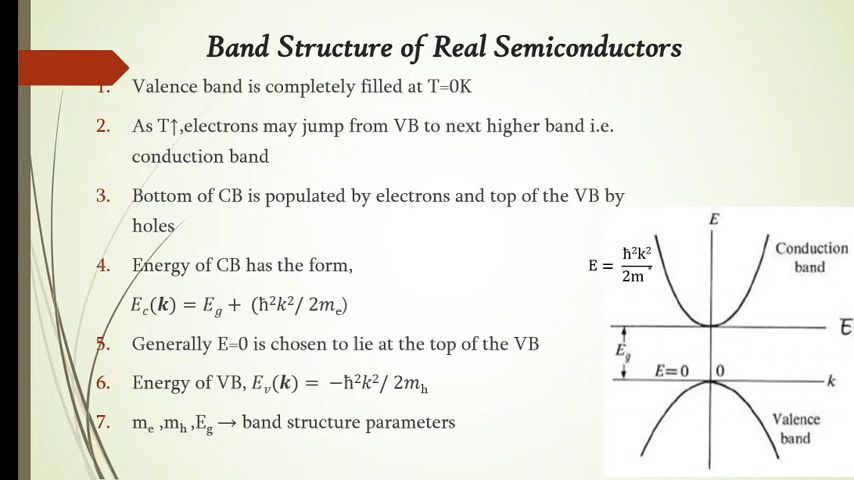 Band Structure of Real Semiconductors
1. Valence band is completely filled at T=0K
2. As T↑,electrons may jump from VB to next higher band i.e.
conduction band
3. Bottom of CB is populated by electrons and top of the VB by
holes
4. Energy of CB has the form,
E_c(k) = E_g + (ħ²k²/ 2m_e)
5. Generally E=0 is chosen to lie at the top of the VB
6. Energy of VB, E_v(k) = −ħ²k²/ 2m_h
7. m_e ,m_h ,E_g → band structure parameters
E = ħ²k²/2m*
E
Conduction
band
E
E_g
E=0
0
k
Valence
band